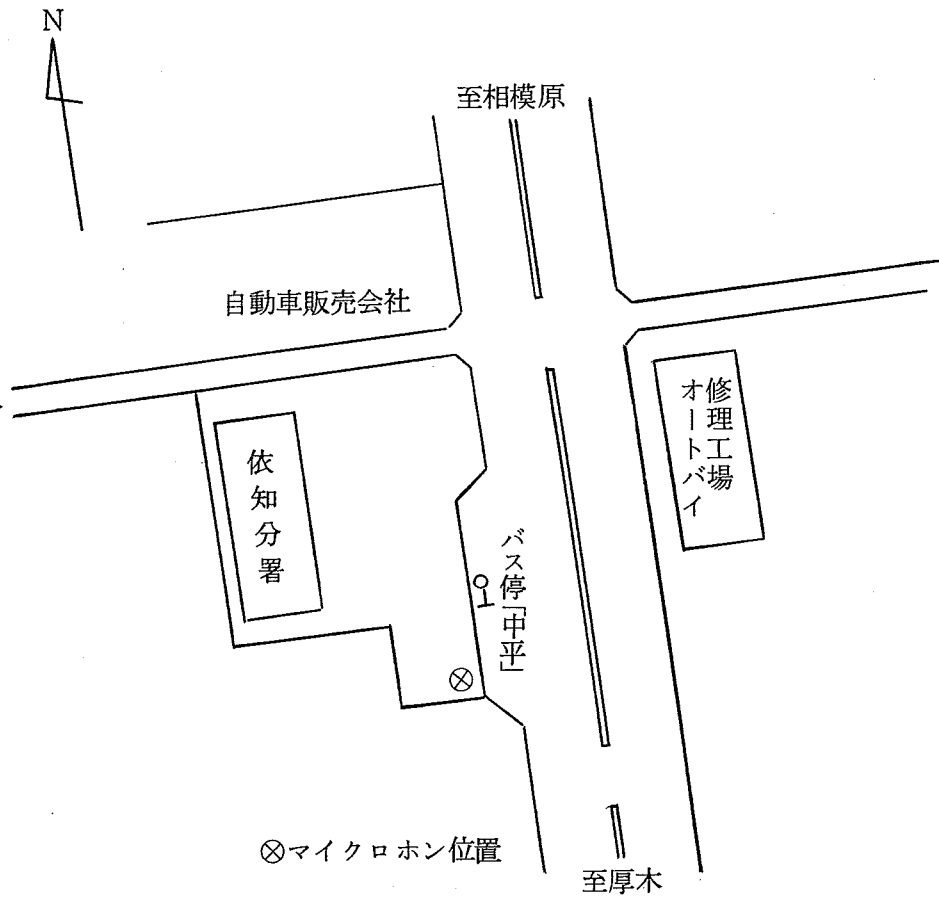 N
至相模原
自動車販売会社
オートバイ
修理工場
依知分署
バス停「中平」
⊗マイクロホン位置
至厚木